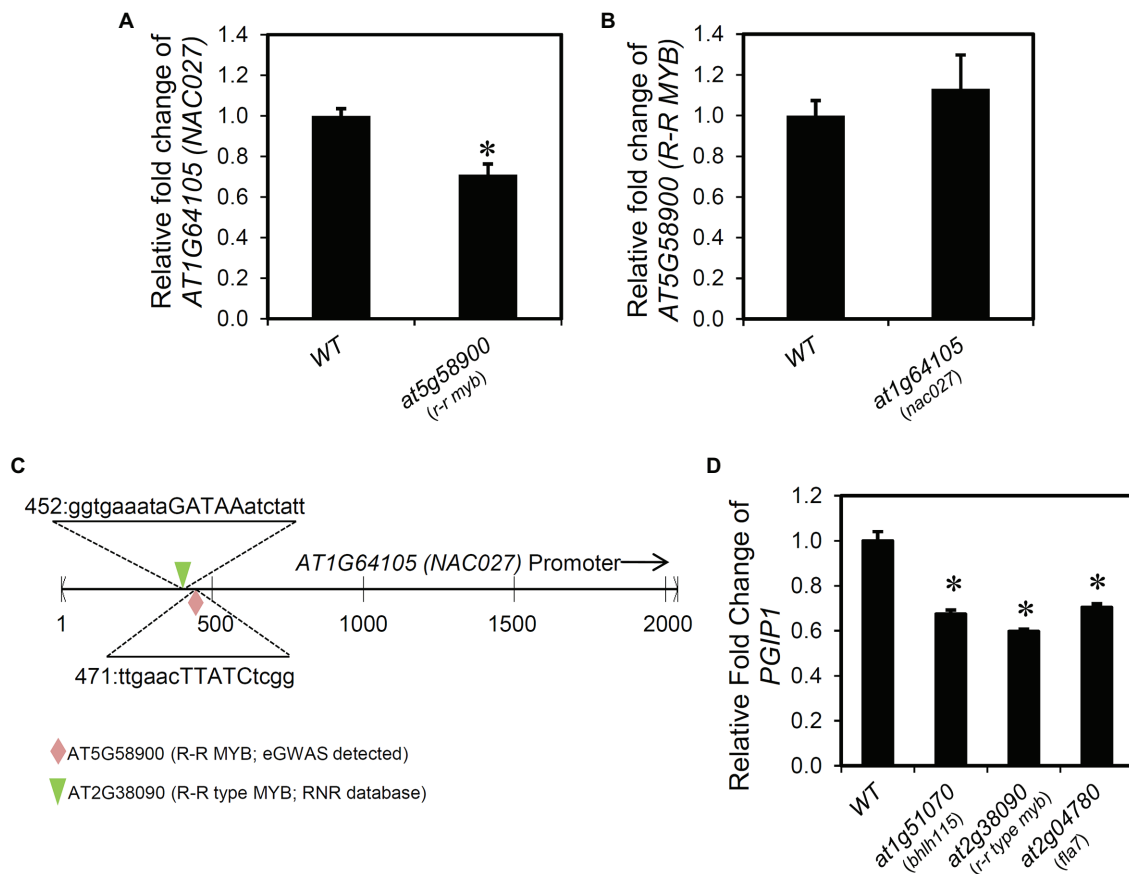 A
Relative fold change of
AT1G64105 (NAC027)
1.4
1.2
1.0
0.8
0.6
0.4
0.2
0.0
*
WT
at5g58900
(r-r myb)
B
Relative fold change of
AT5G58900 (R-R MYB)
1.4
1.2
1.0
0.8
0.6
0.4
0.2
0.0
WT
at1g64105
(nac027)
C
452:ggtgaaataGATAAatctatt
AT1G64105 (NAC027) Promoter
1
500
1000
1500
2000
471:ttgaacTTATCtcgg
AT5G58900 (R-R MYB; eGWAS detected)
AT2G38090 (R-R type MYB; RNR database)
D
Relative Fold Change of
PGIP1
1.2
1.0
0.8
0.6
0.4
0.2
0.0
* * *
WT
at1g51070
(bhlh115)
at2g38090
(r-r type myb)
at2g04780
(fla7)